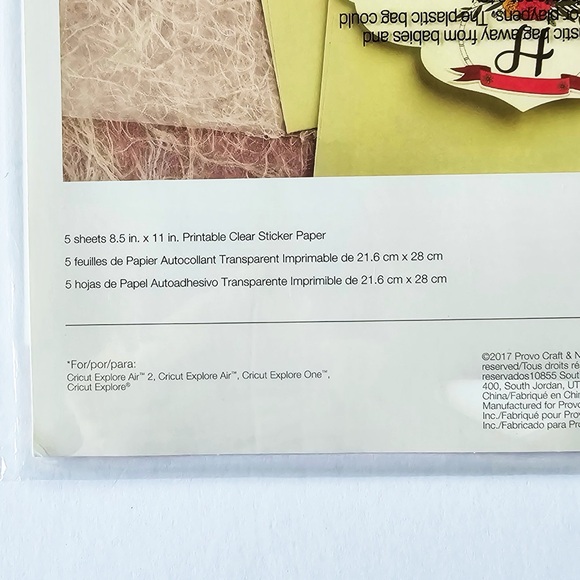 stic bag away from babies and
playpens. The plastic bag could
H
5 sheets 8.5 in. x 11 in. Printable Clear Sticker Paper
5 feuilles de Papier Autocollant Transparent Imprimable de 21.6 cm x 28 cm
5 hojas de Papel Autoadhesivo Transparente Imprimible de 21.6 cm x 28 cm
*For/por/para:
Cricut Explore Air™ 2, Cricut Explore Air™, Cricut Explore One™,
Cricut Explore®
©2017 Provo Craft & N
reserved/Tous droits ré
reservados10855 Sout
400, South Jordan, UT
China/Fabriqué en Chi
Manufactured for Provo
Inc./Fabriqué pour Prov
Inc./Fabricado para Pro